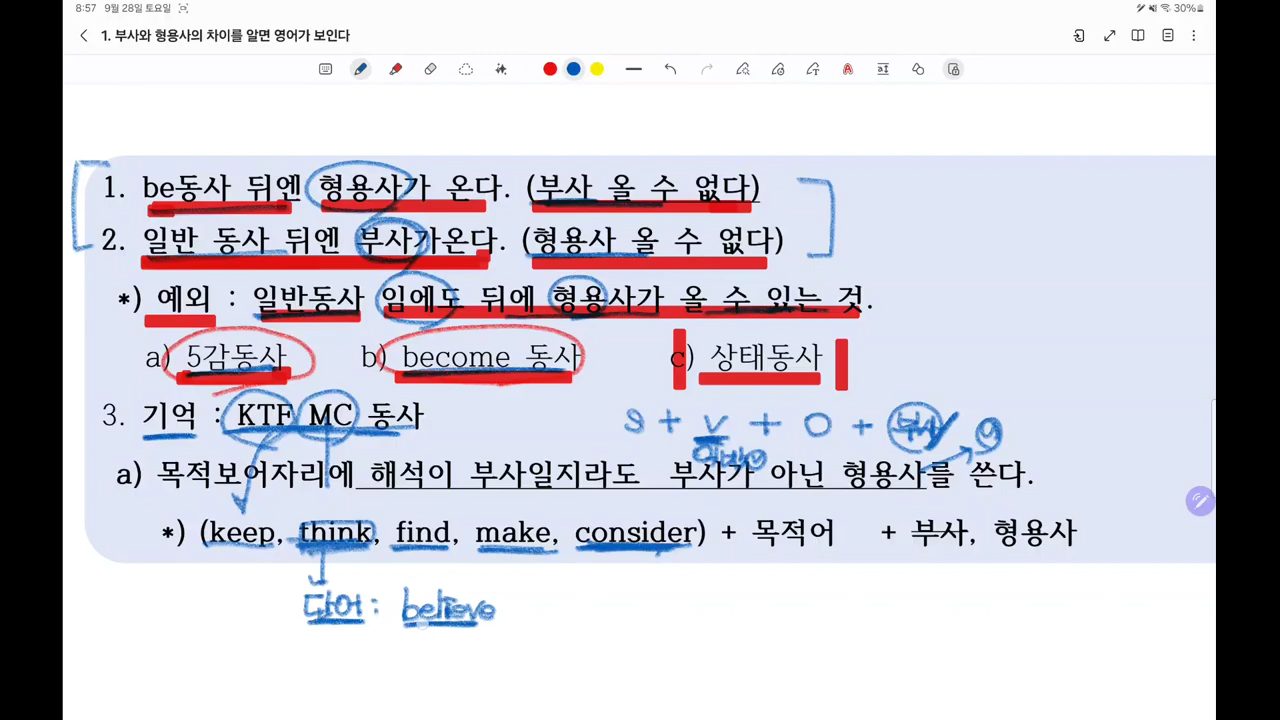 8:57 9월 28일 토요일 30%
1. 부사와 형용사의 차이를 알면 영어가 보인다
1. be동사 뒤엔 형용사가 온다. (부사 올 수 없다)
2. 일반 동사 뒤엔 부사가온다. (형용사 올 수 없다)
*) 예외 : 일반동사 임에도 뒤에 형용사가 올 수 있는 것.
a) 5감동사 b) become 동사 c) 상태동사
3. 기억 : KTF MC 동사
s + v + o + 부사
a) 목적보어자리에 해석이 부사일지라도 부사가 아닌 형용사를 쓴다.
*) (keep, think, find, make, consider) + 목적어 + 부사, 형용사
단어 : believe